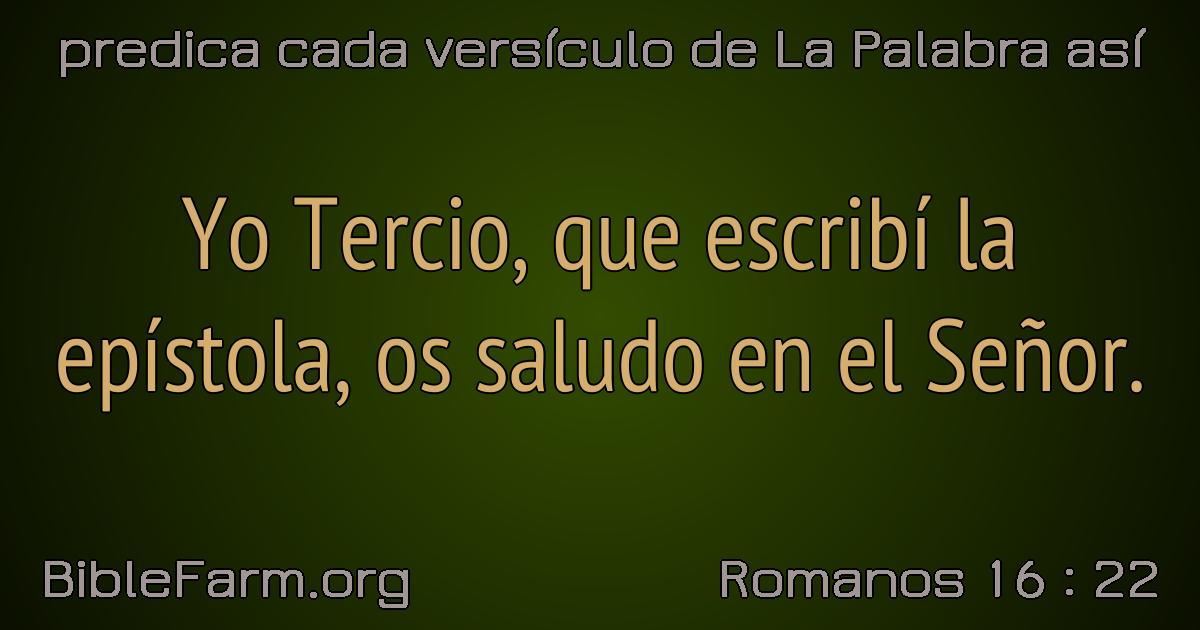 predica cada versículo de La Palabra así
Yo Tercio, que escribí la
epístola, os saludo en el Señor.
BibleFarm.org
Romanos 16 : 22